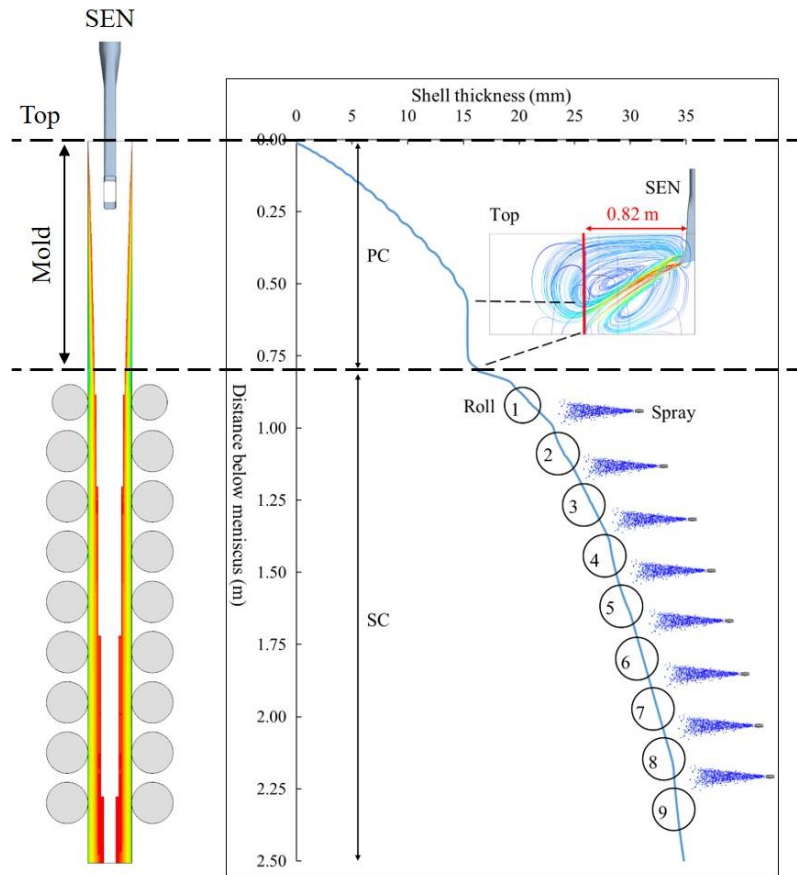 SEN
Top
Mold
Shell thickness (mm)
0 5 10 15 20 25 30 35
0.00
0.25
0.50
0.75
1.00
1.25
1.50
1.75
2.00
2.25
2.50
Distance below meniscus (m)
PC
SC
SEN
Top
0.82 m
Roll
Spray
1
2
3
4
5
6
7
8
9